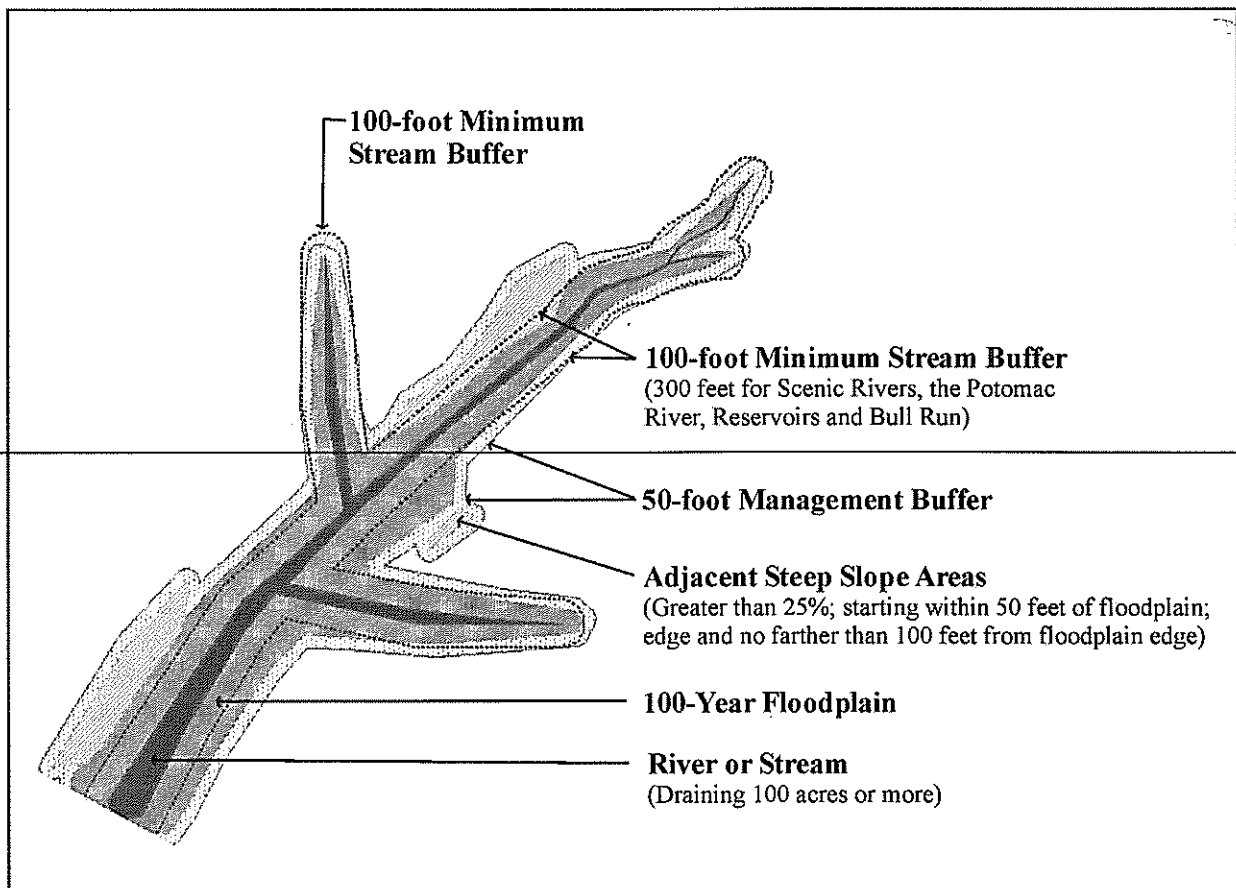 100-foot Minimum
Stream Buffer
100-foot Minimum Stream Buffer
(300 feet for Scenic Rivers, the Potomac
River, Reservoirs and Bull Run)
50-foot Management Buffer
Adjacent Steep Slope Areas
(Greater than 25%; starting within 50 feet of floodplain;
edge and no farther than 100 feet from floodplain edge)
100-Year Floodplain
River or Stream
(Draining 100 acres or more)